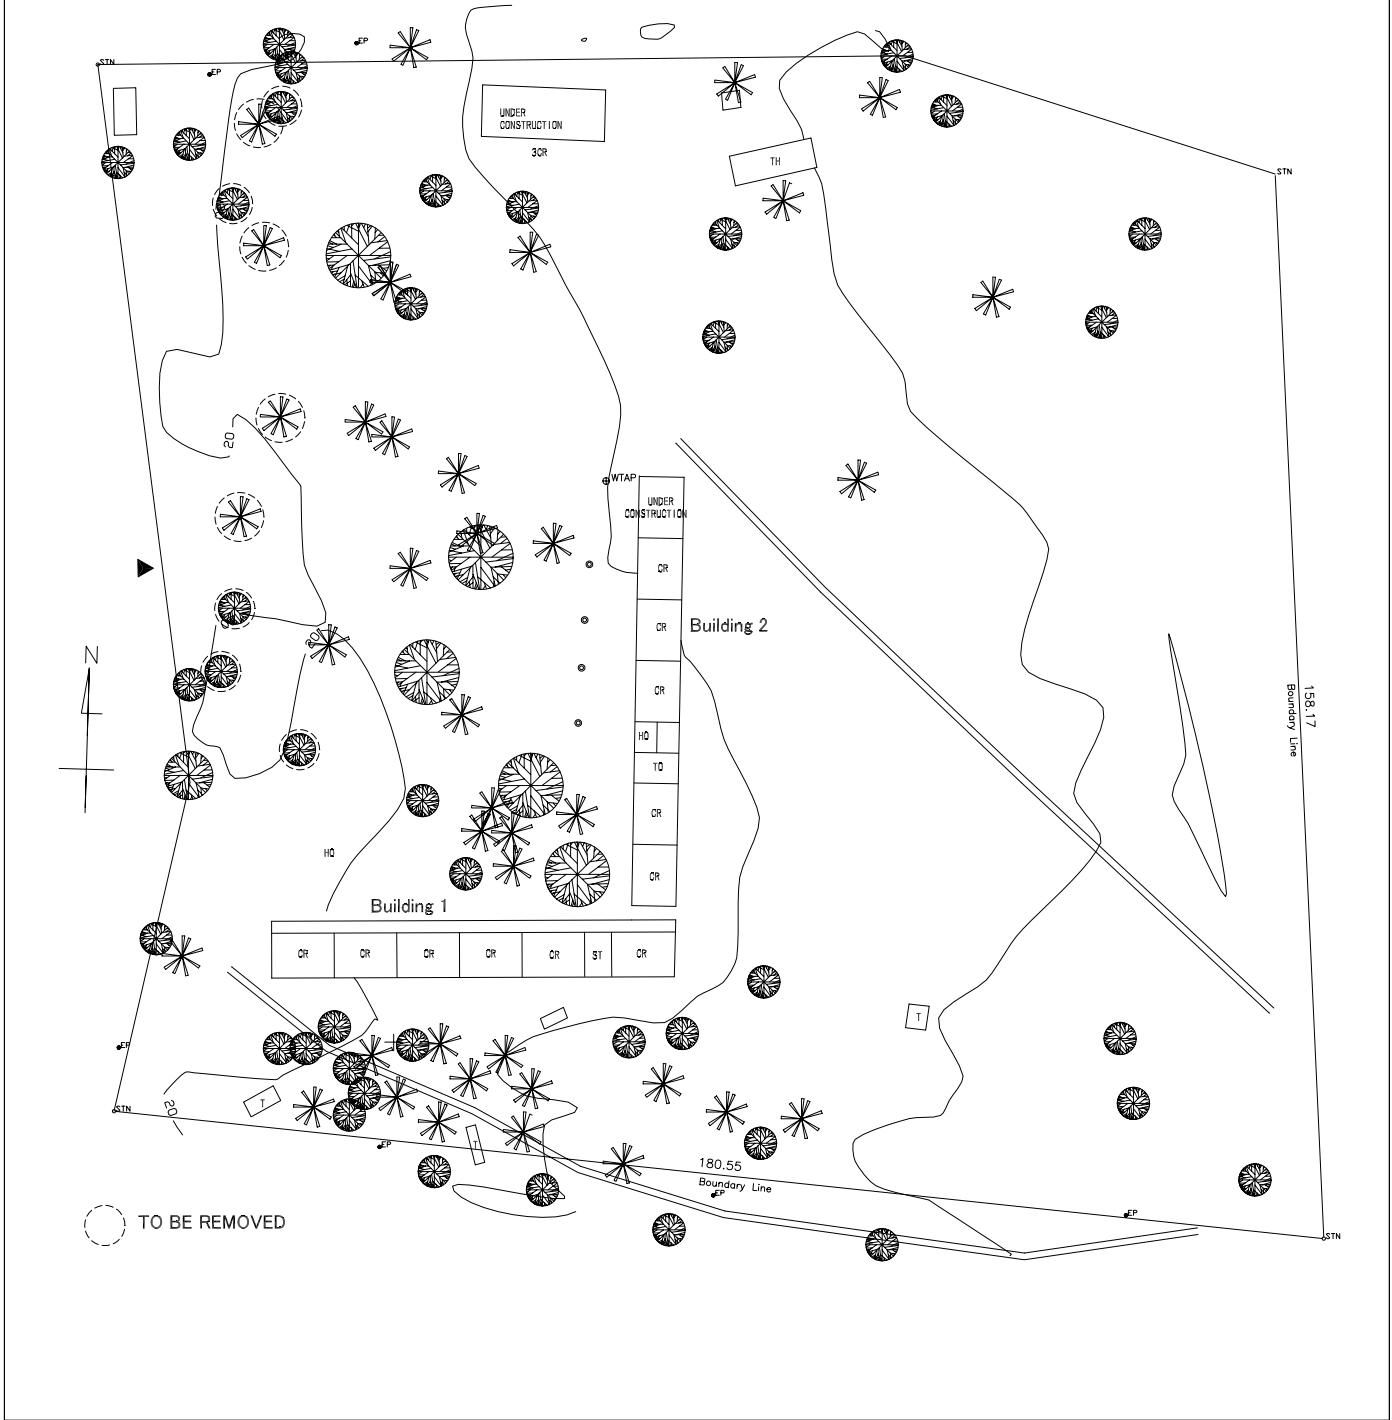 EP
STN
EP
UNDER
CONSTRUCTION
3CR
TH
STN
20
WTAP
UNDER
CONSTRUCTION
CR
CR
Building 2
20
N
CR
158.17
Boundary Line
HO
TO
CR
HO
CR
Building 1
CR
CR
CR
CR
CR
ST
CR
T
EP
20
T
STN
EP
T
180.55
Boundary Line
EP
EP
TO BE REMOVED
STN